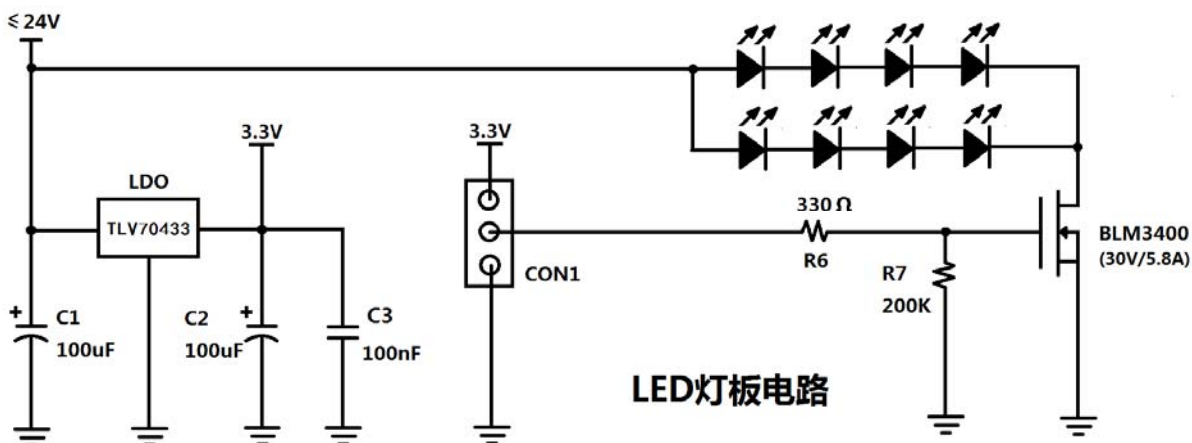 ≤24V
3.3V
3.3V
LDO
TLV70433
330Ω
R6
BLM3400
(30V/5.8A)
CON1
R7
200K
C1
100uF
C2
100uF
C3
100nF
+
+
LED灯板电路